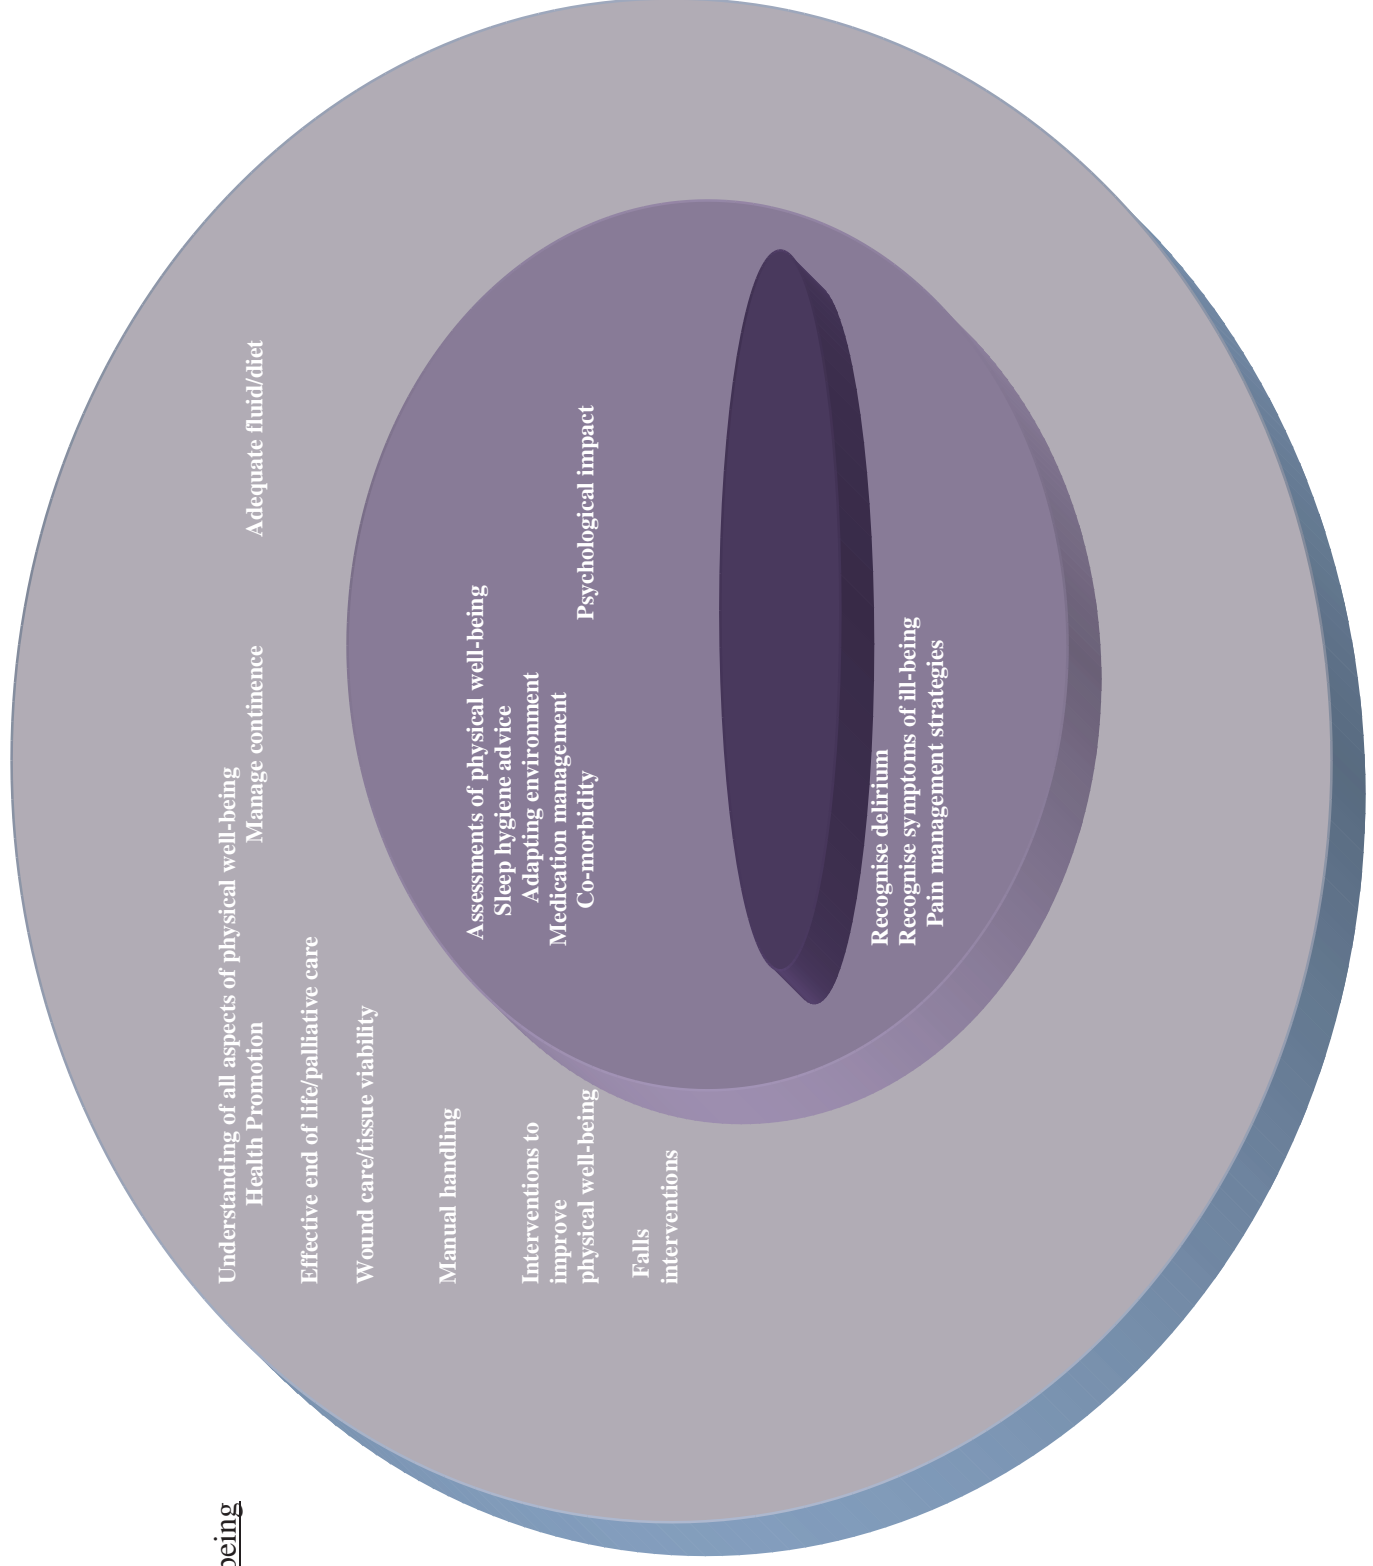 being
Understanding of all aspects of physical well-being
Health Promotion Manage continence Adequate fluid/diet
Effective end of life/palliative care
Wound care/tissue viability
Manual handling
Interventions to
improve
physical well-being
Falls
interventions
Assessments of physical well-being
Sleep hygiene advice
Adapting environment
Medication management
Co-morbidity Psychological impact
Recognise delirium
Recognise symptoms of ill-being
Pain management strategies